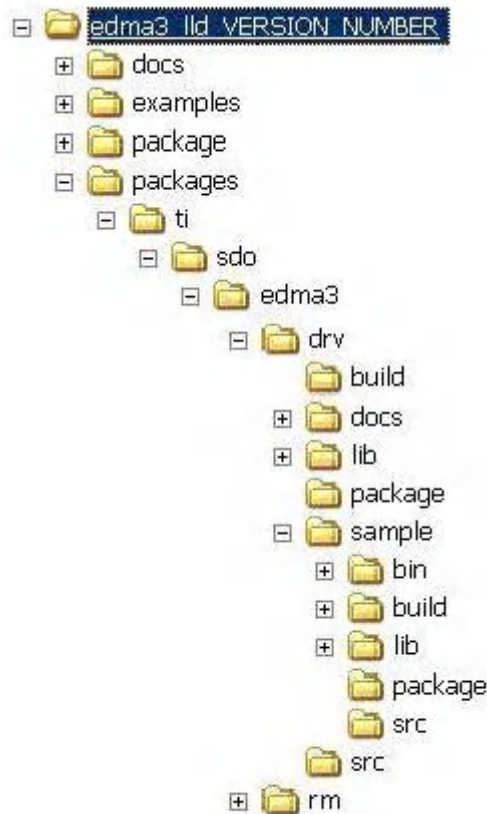 edma3_lld_VERSION_NUMBER
docs
examples
package
packages
ti
sdo
edma3
drv
build
docs
lib
package
sample
bin
build
lib
package
src
src
rm